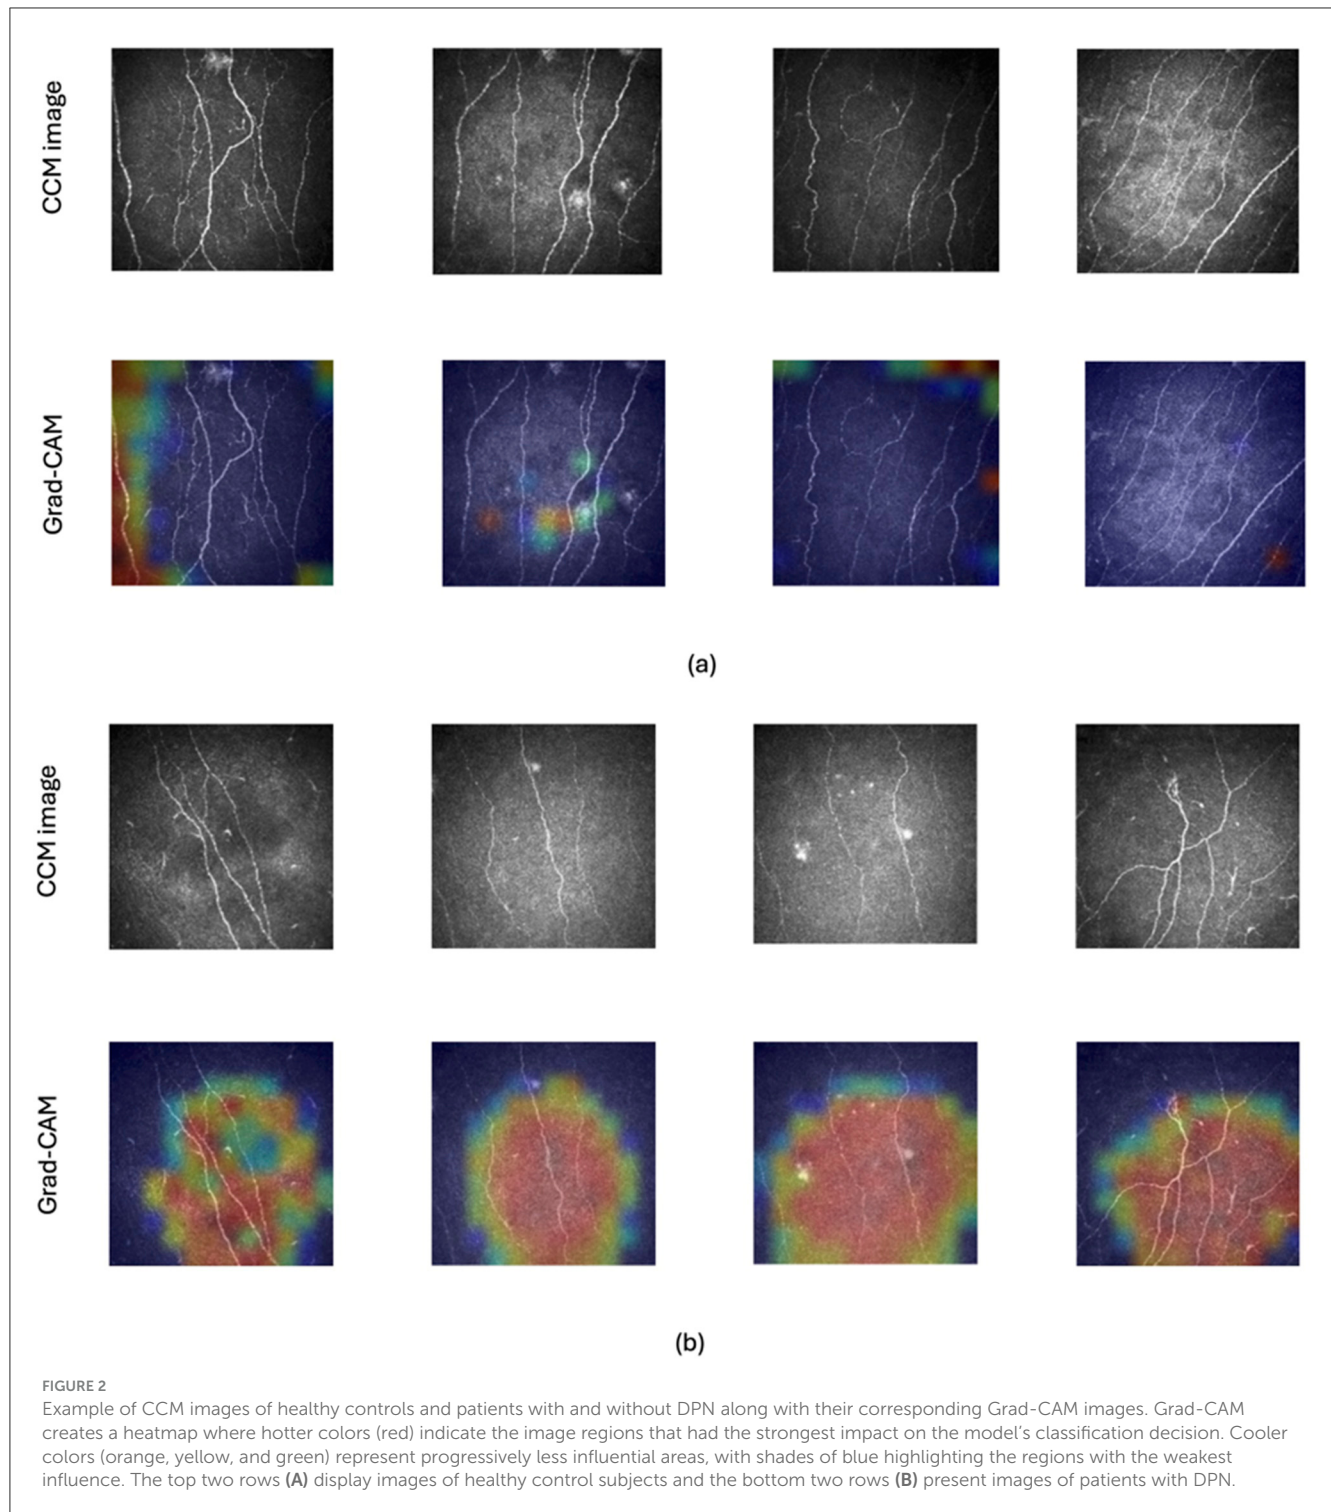 CCM image
Grad-CAM
(a)
CCM image
Grad-CAM
(b)
FIGURE 2
Example of CCM images of healthy controls and patients with and without DPN along with their corresponding Grad-CAM images. Grad-CAM
creates a heatmap where hotter colors (red) indicate the image regions that had the strongest impact on the model's classification decision. Cooler
colors (orange, yellow, and green) represent progressively less influential areas, with shades of blue highlighting the regions with the weakest
influence. The top two rows (A) display images of healthy control subjects and the bottom two rows (B) present images of patients with DPN.